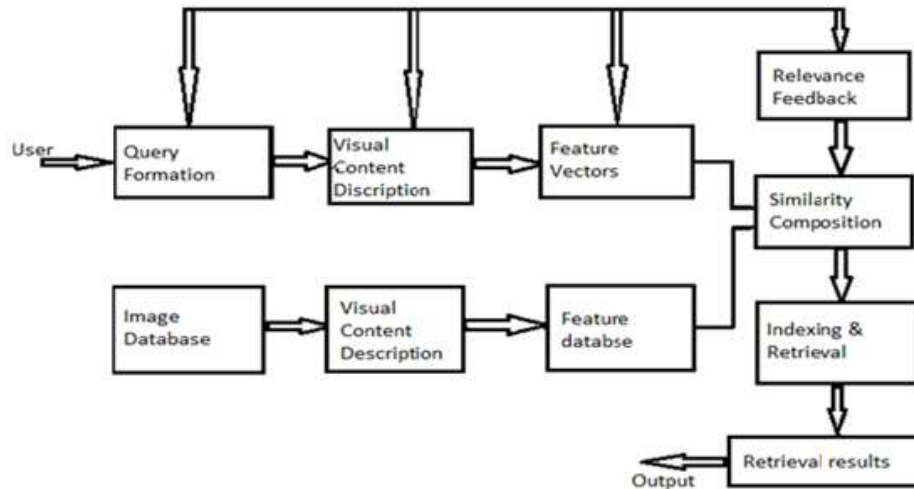 Relevance
Feedback
User
Query
Formation
Visual
Content
Discription
Feature
Vectors
Similarity
Composition
Image
Database
Visual
Content
Description
Feature
databse
Indexing &
Retrieval
Retrieval results
Output